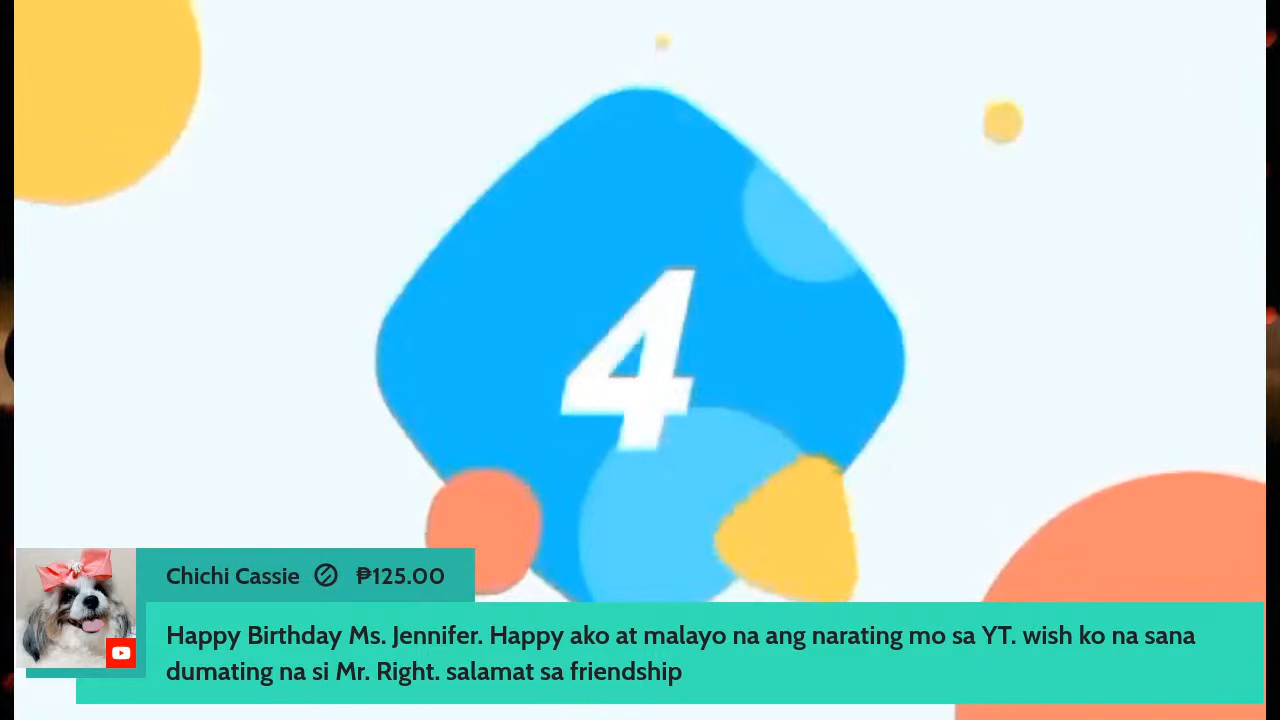 4
Chichi Cassie ₱125.00
Happy Birthday Ms. Jennifer. Happy ako at malayo na ang narating mo sa YT. wish ko na sana
dumating na si Mr. Right. salamat sa friendship